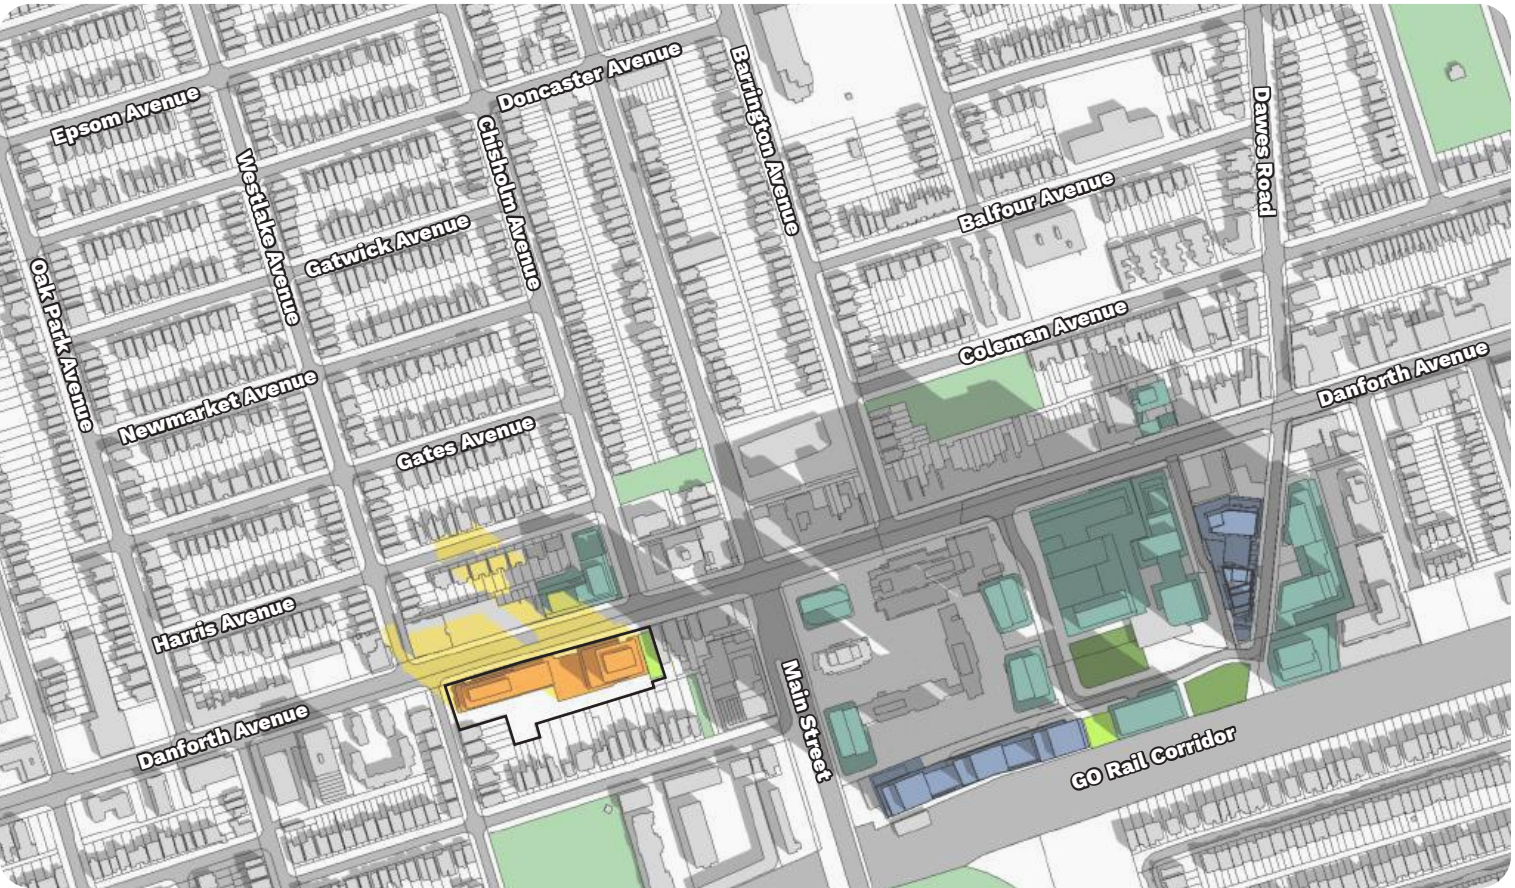 Doncaster Avenue
Epsom Avenue
Barrington Avenue
Dawes Road
Chisholm Avenue
Westlake Avenue
Balfour Avenue
Gatwick Avenue
Oak Park Avenue
Coleman Avenue
Danforth Avenue
Newmarket Avenue
Gates Avenue
Harris Avenue
Main Street
Danforth Avenue
GO Rail Corridor